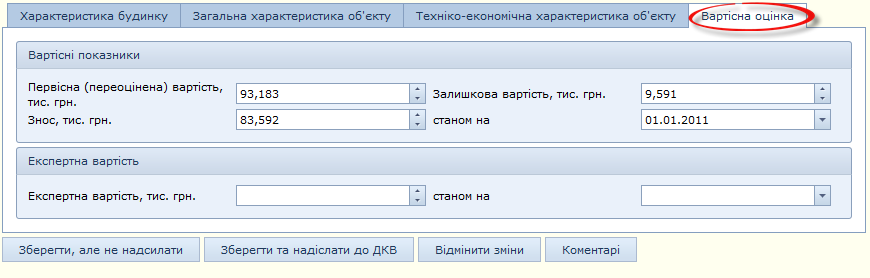 Характеристика будинку Загальна характеристика об'єкту Техніко-економічна характеристика об'єкту Вартісна оцінка
Вартісні показники
Первісна (переоцінена) вартість, тис. грн. 93,183 Залишкова вартість, тис. грн. 9,591
Знос, тис. грн. 83,592 станом на 01.01.2011
Експертна вартість
Експертна вартість, тис. грн. станом на
Зберегти, але не надсилати Зберегти та надіслати до ДКВ Відмінити зміни Коментарі